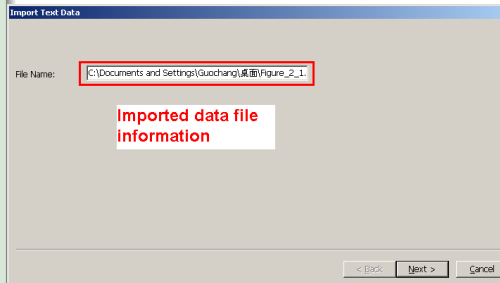 Import Text Data
File Name: C:\Documents and Settings\Guochang\桌面\Figure_2_1.
Imported data file
information
< Back Next > Cancel